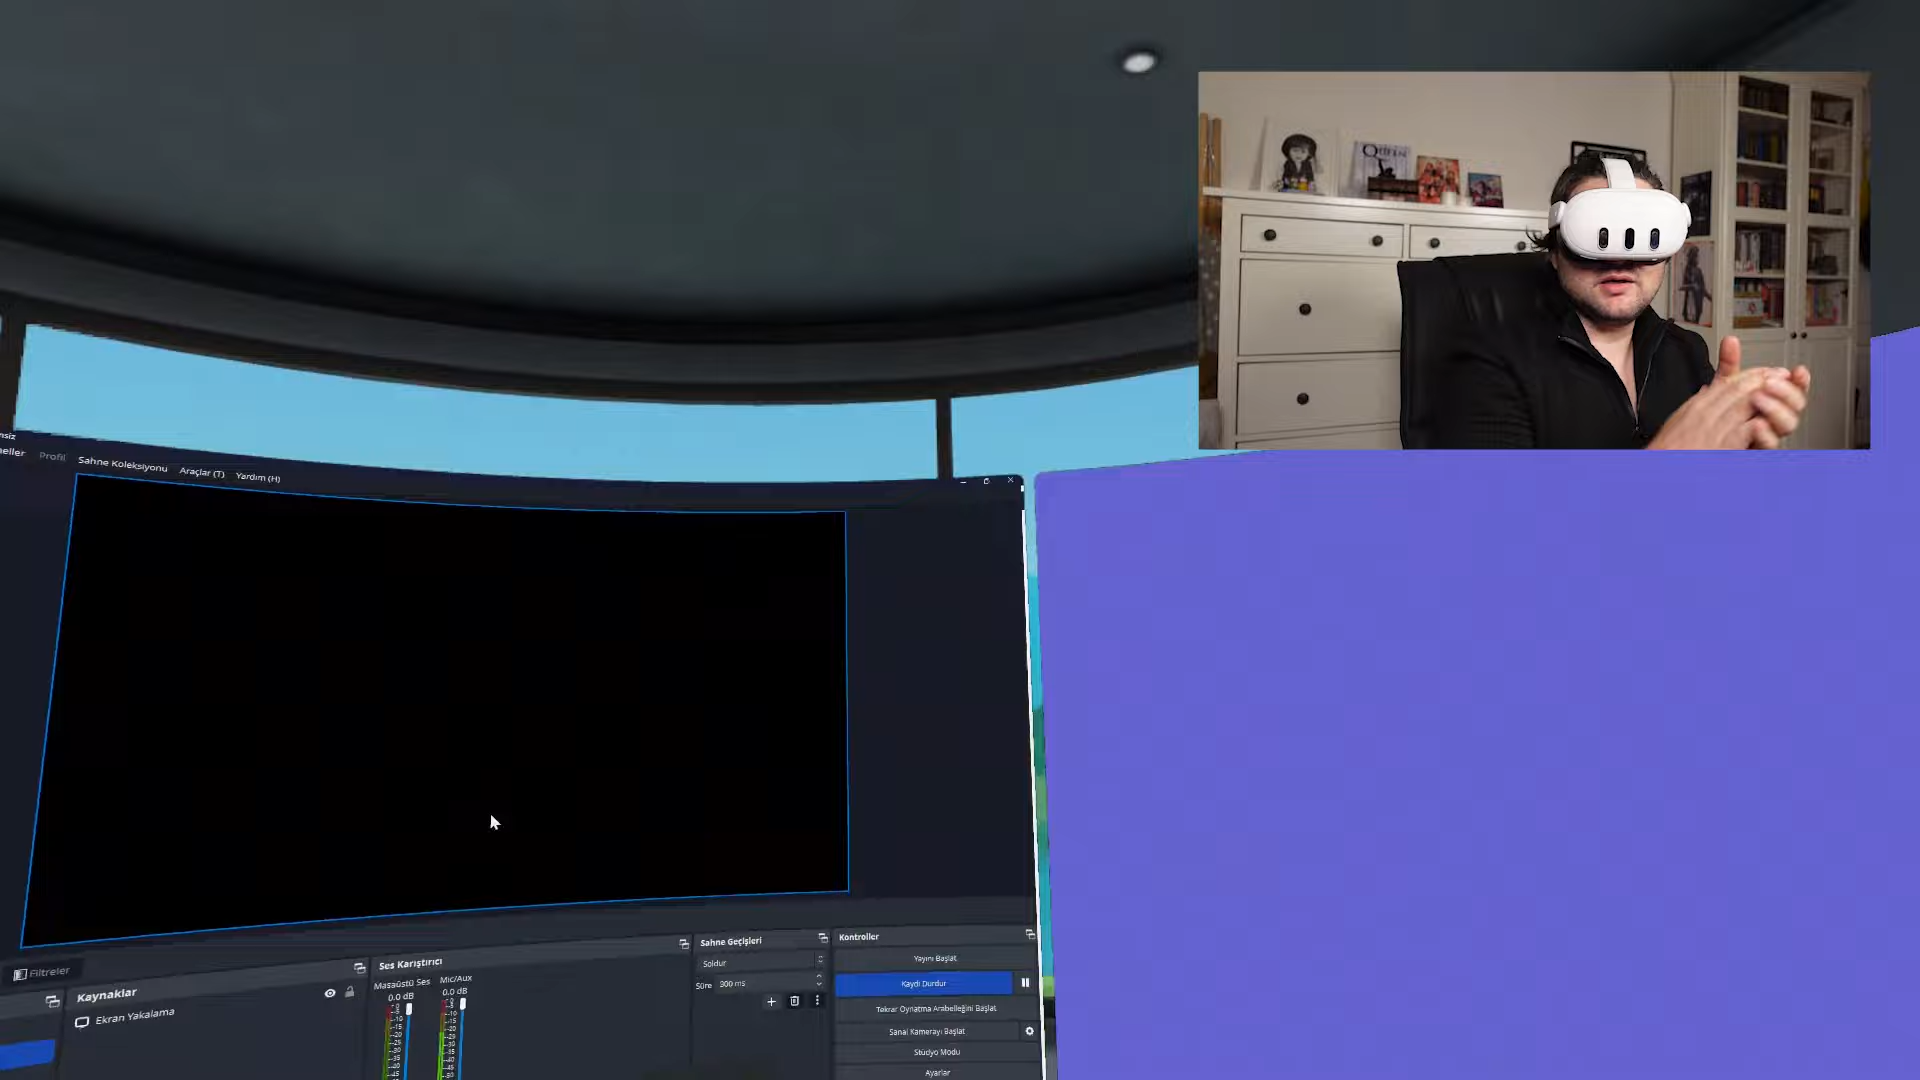 Profil
Sahne Koleksiyonu
Araçlar (T)
Yardım (H)
QUEEN
Filtreler
Kaynaklar
Ekran Yakalama
Ses Karıştırıcı
Masaüstü Ses
0.0 dB
Mic/Aux
0.0 dB
Sahne Geçişleri
Soldur
Süre 300 ms
Kontroller
Yayını Başlat
Kaydı Durdur
Tekrar Oynatma Arabelleğini Başlat
Sanal Kamerayı Başlat
Stüdyo Modu
Ayarlar